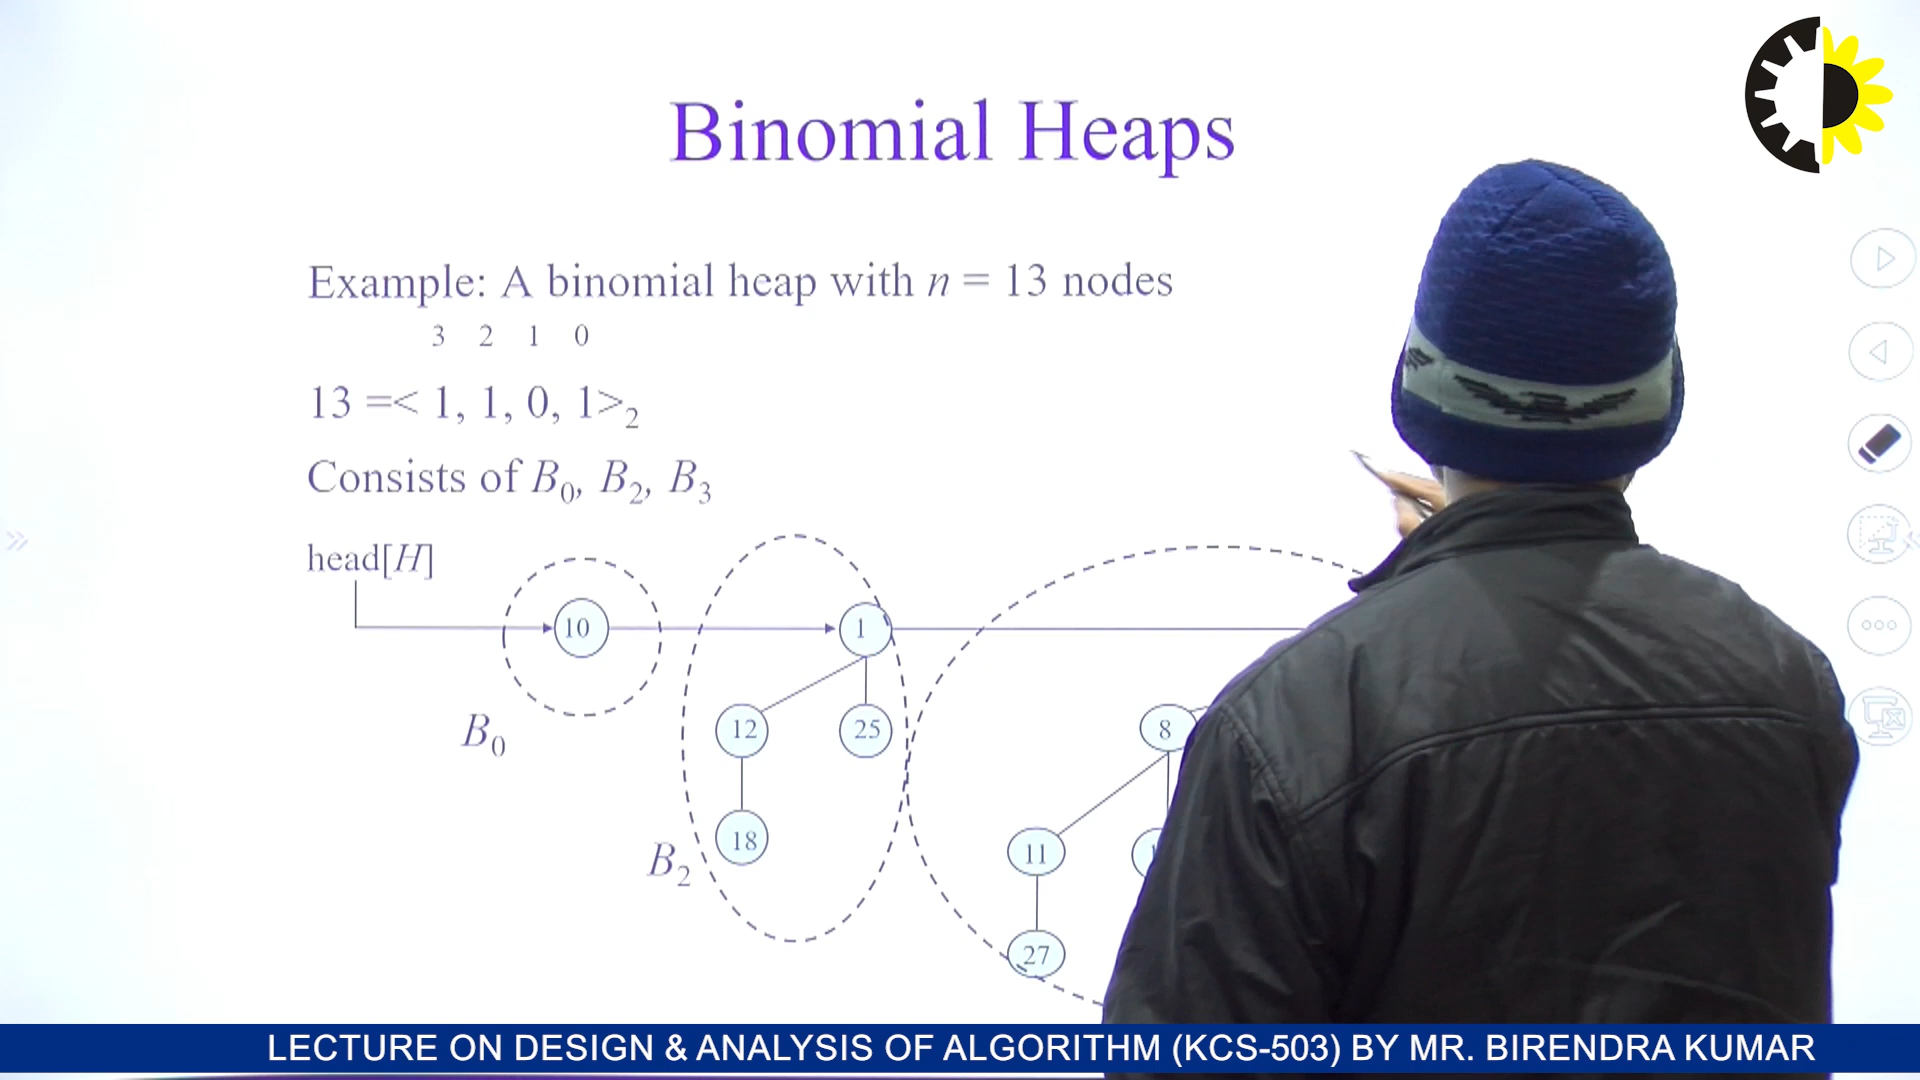 Binomial Heaps
Example: A binomial heap with n = 13 nodes
3 2 1 0
13 =< 1, 1, 0, 1>2
Consists of B0, B2, B3
head[H]
10
1
B0
12
25
8
18
B2
11
27
LECTURE ON DESIGN & ANALYSIS OF ALGORITHM (KCS-503) BY MR. BIRENDRA KUMAR